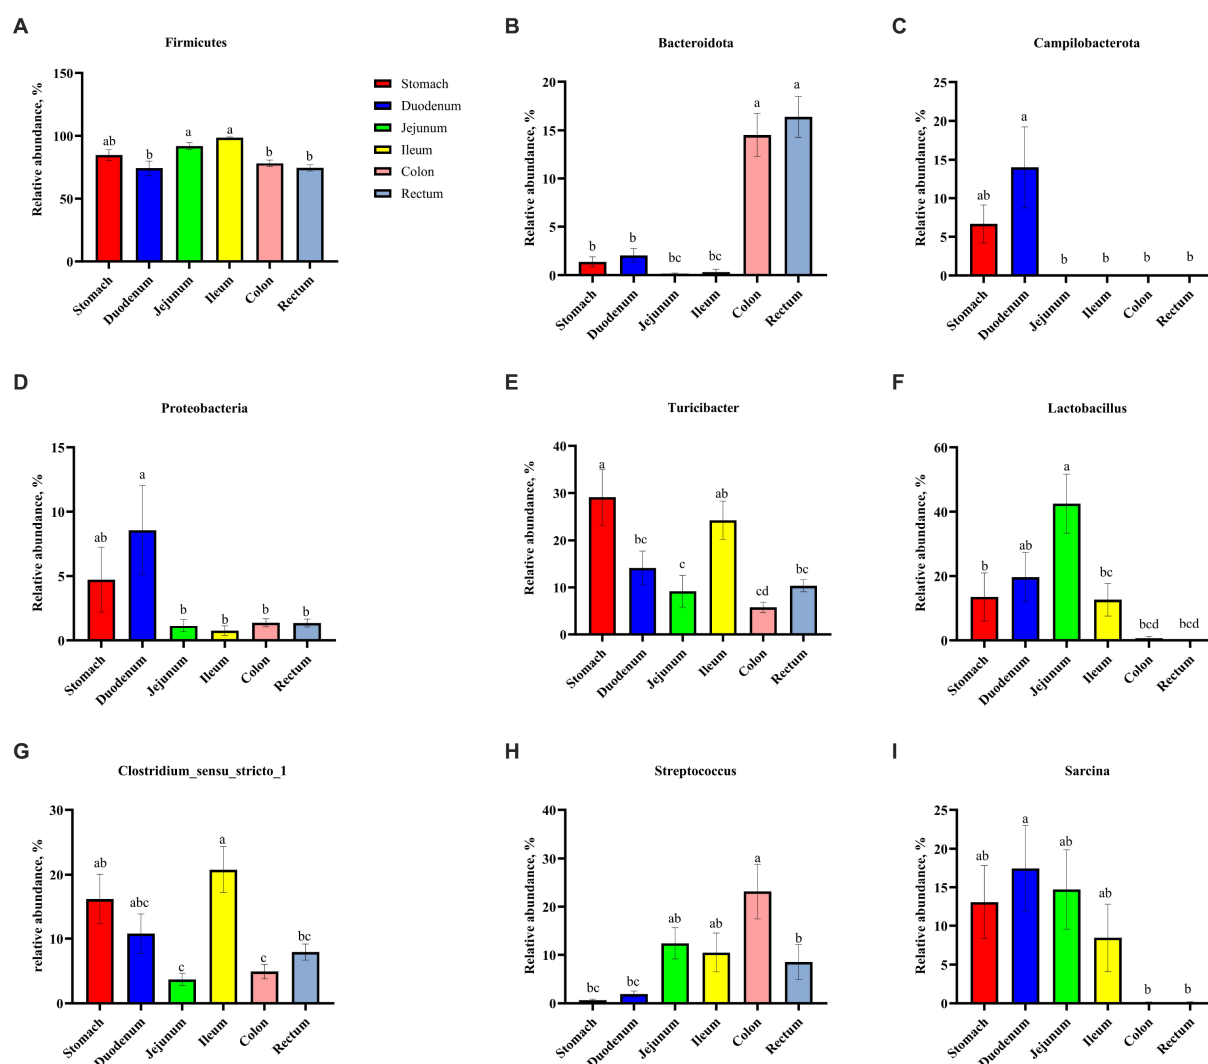 A
Firmicutes
Relative abundance, %
150
100
50
0
ab
b
a
a
b
b
Stomach
Duodenum
Jejunum
Ileum
Colon
Rectum
Stomach
Duodenum
Jejunum
Ileum
Colon
Rectum
B
Bacteroidota
Relative abundance, %
20
15
10
5
0
b
b
bc
bc
a
a
Stomach
Duodenum
Jejunum
Ileum
Colon
Rectum
C
Campilobacterota
Relative abundance, %
25
20
15
10
5
0
ab
a
b
b
b
b
Stomach
Duodenum
Jejunum
Ileum
Colon
Rectum
D
Proteobacteria
Relative abundance, %
15
10
5
0
ab
a
b
b
b
b
Stomach
Duodenum
Jejunum
Ileum
Colon
Rectum
E
Turicibacter
Relative abundance, %
40
30
20
10
0
a
bc
c
ab
cd
bc
Stomach
Duodenum
Jejunum
Ileum
Colon
Rectum
F
Lactobacillus
Relative abundance, %
60
40
20
0
b
ab
a
bc
bcd
bcd
Stomach
Duodenum
Jejunum
Ileum
Colon
Rectum
G
Clostridium_sensu_stricto_1
relative abundance, %
30
20
10
0
ab
abc
c
a
c
bc
Stomach
Duodenum
Jejunum
Ileum
Colon
Rectum
H
Streptococcus
Relative abundance, %
40
30
20
10
0
bc
bc
ab
ab
a
b
Stomach
Duodenum
Jejunum
Ileum
Colon
Rectum
I
Sarcina
Relative abundance, %
25
20
15
10
5
0
ab
a
ab
ab
b
b
Stomach
Duodenum
Jejunum
Ileum
Colon
Rectum